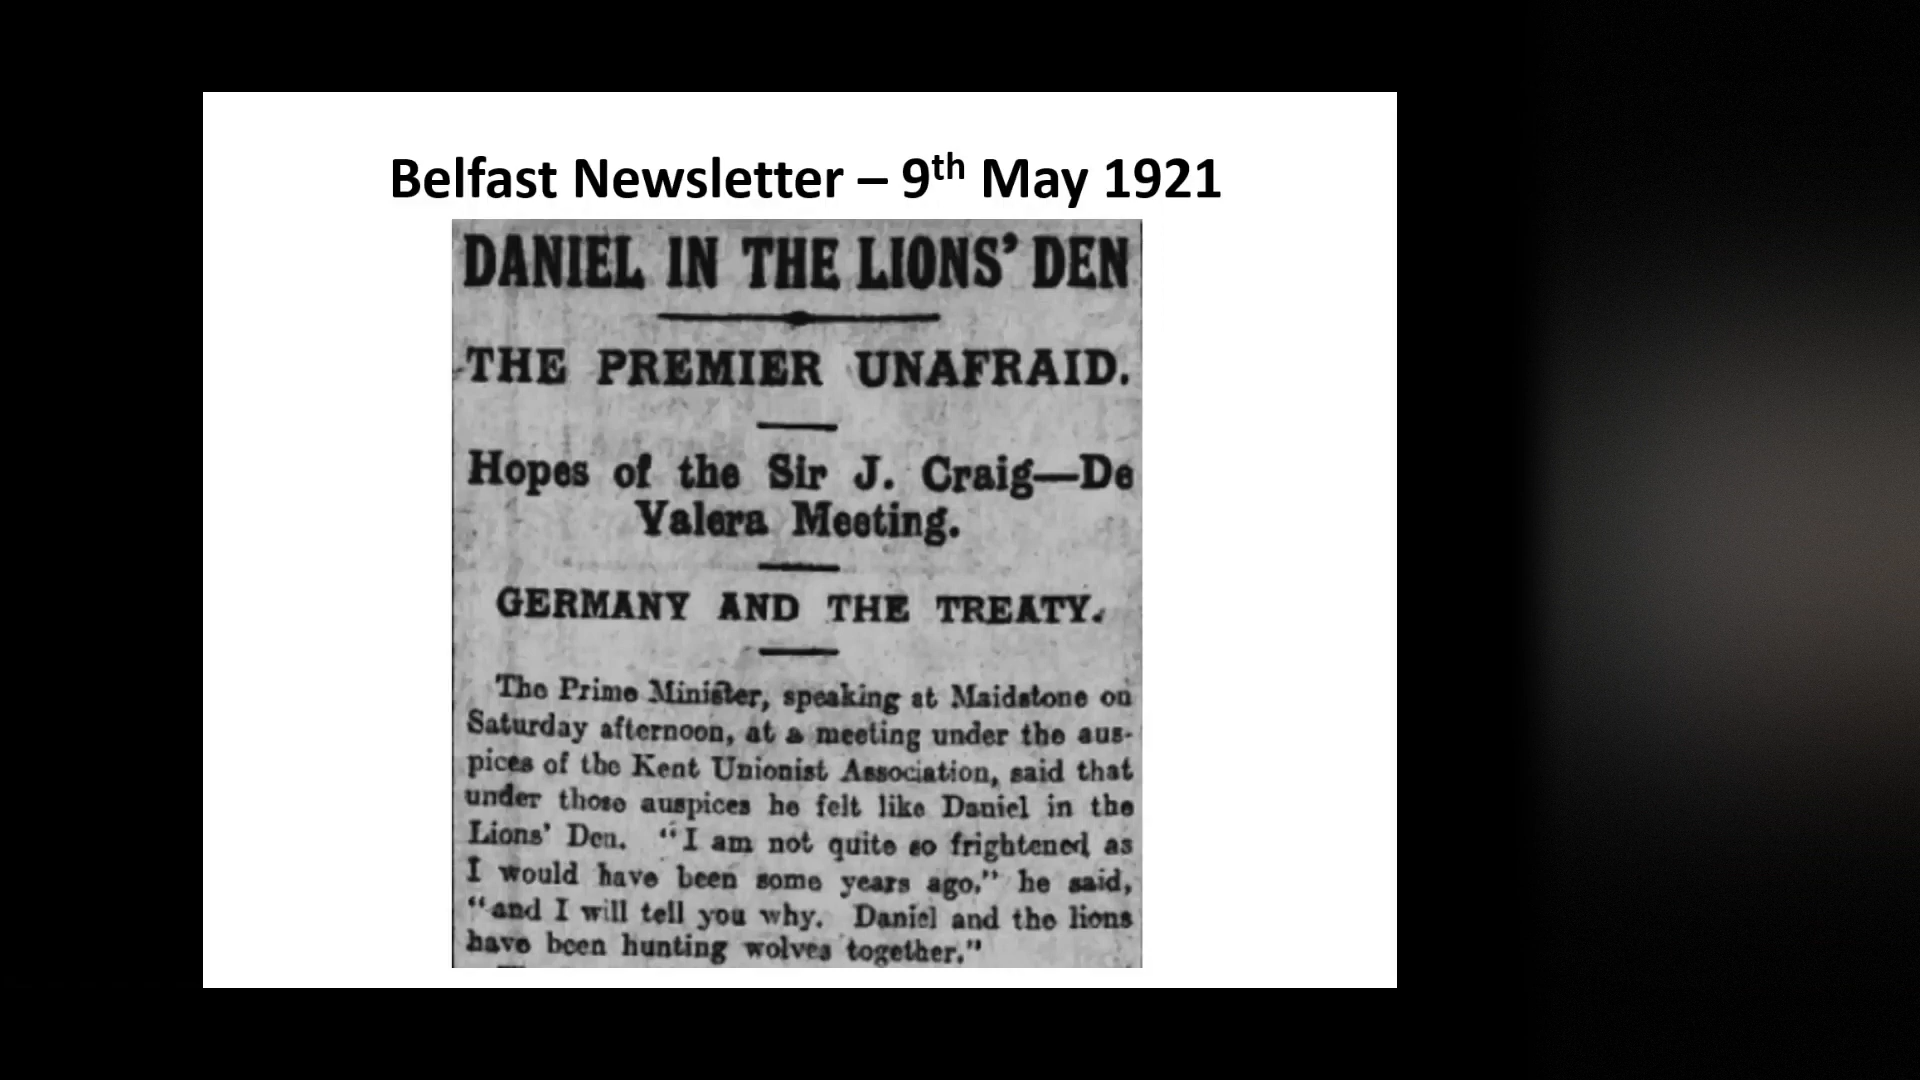 Belfast Newsletter – 9th May 1921
DANIEL IN THE LIONS' DEN
THE PREMIER UNAFRAID.
Hopes of the Sir J. Craig—De
Valera Meeting.
GERMANY AND THE TREATY.
The Prime Minister, speaking at Maidstone on
Saturday afternoon, at a meeting under the aus-
pices of the Kent Unionist Association, said that
under those auspices he felt like Daniel in the
Lions' Den. "I am not quite so frightened as
I would have been some years ago," he said,
"and I will tell you why. Daniel and the lions
have been hunting wolves together."